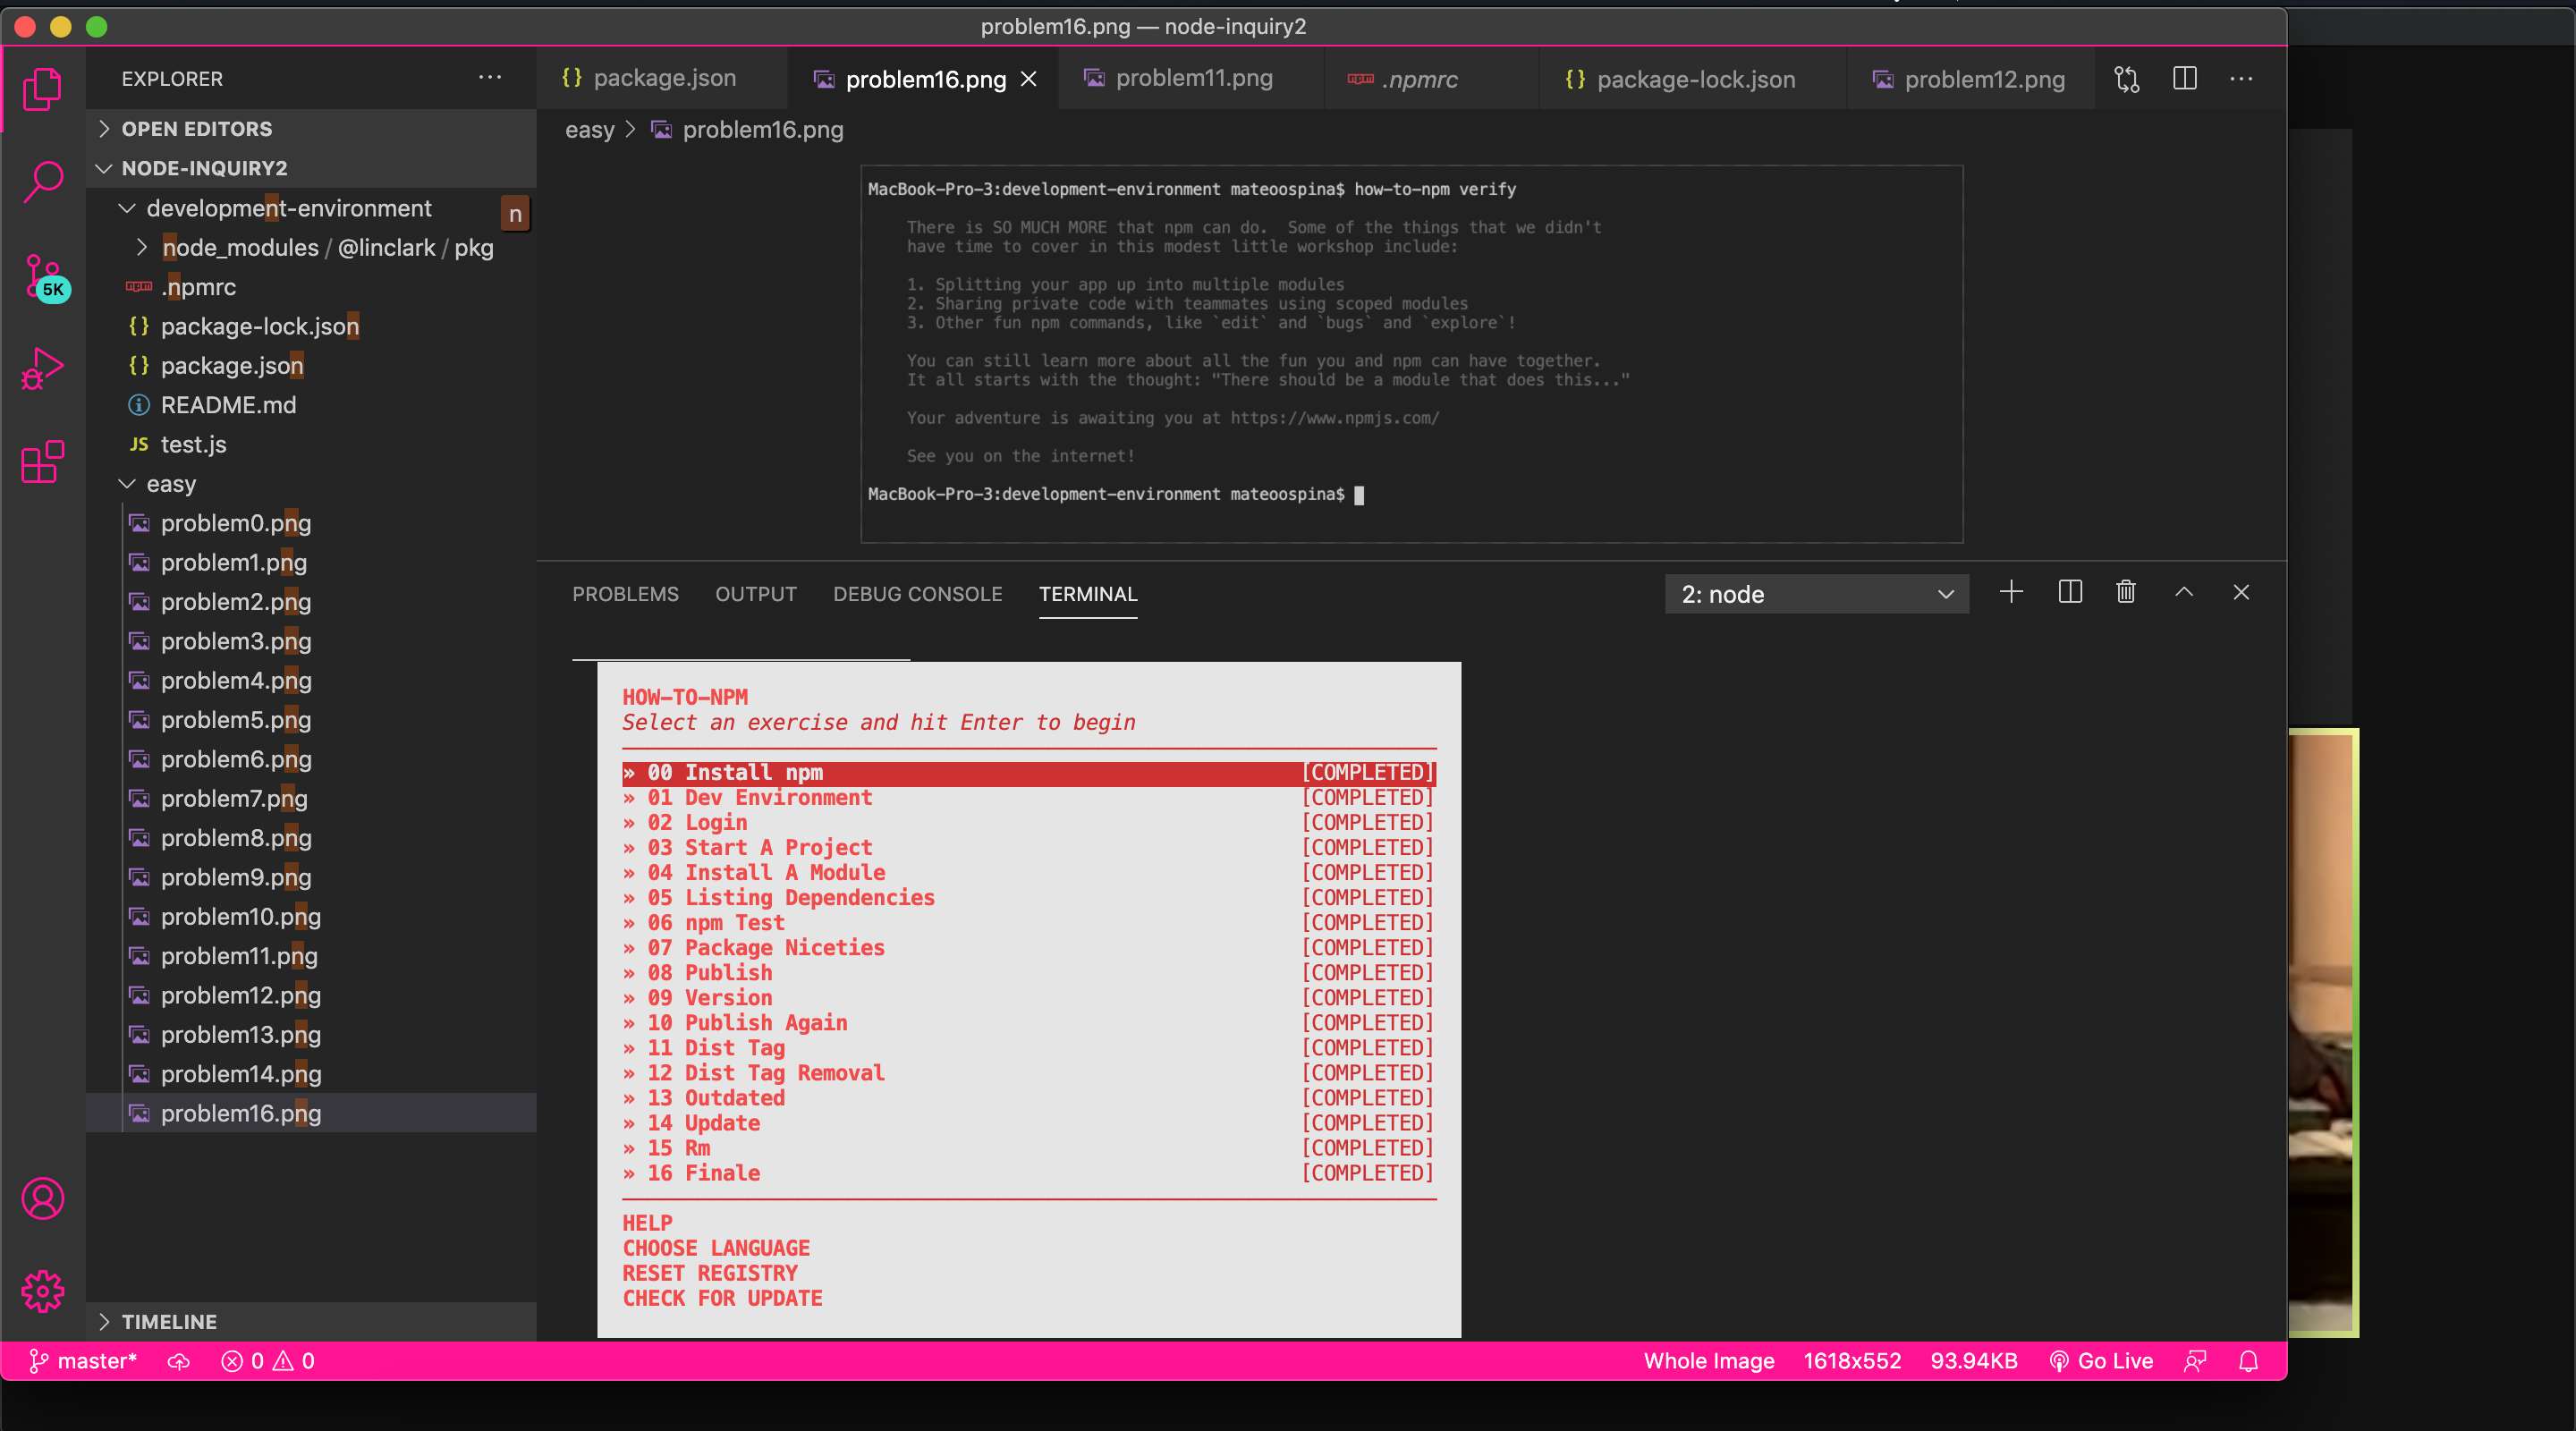 problem16.png — node-inquiry2
EXPLORER
OPEN EDITORS
NODE-INQUIRY2
development-environment
n
node_modules / @linclark / pkg
.npmrc
package-lock.json
package.json
README.md
test.js
easy
problem0.png
problem1.png
problem2.png
problem3.png
problem4.png
problem5.png
problem6.png
problem7.png
problem8.png
problem9.png
problem10.png
problem11.png
problem12.png
problem13.png
problem14.png
problem16.png
TIMELINE
5K
package.json
problem16.png
problem11.png
.npmrc
package-lock.json
problem12.png
easy > problem16.png
MacBook-Pro-3:development-environment mateoospina$ how-to-npm verify
There is SO MUCH MORE that npm can do.  Some of the things that we didn't
have time to cover in this modest little workshop include:
1. Splitting your app up into multiple modules
2. Sharing private code with teammates using scoped modules
3. Other fun npm commands, like `edit` and `bugs` and `explore`!
You can still learn more about all the fun you and npm can have together.
It all starts with the thought: "There should be a module that does this..."
Your adventure is awaiting you at https://www.npmjs.com/
See you on the internet!
MacBook-Pro-3:development-environment mateoospina$
PROBLEMS OUTPUT DEBUG CONSOLE TERMINAL
2: node
HOW-TO-NPM
Select an exercise and hit Enter to begin
» 00 Install npm [COMPLETED]
» 01 Dev Environment [COMPLETED]
» 02 Login [COMPLETED]
» 03 Start A Project [COMPLETED]
» 04 Install A Module [COMPLETED]
» 05 Listing Dependencies [COMPLETED]
» 06 npm Test [COMPLETED]
» 07 Package Niceties [COMPLETED]
» 08 Publish [COMPLETED]
» 09 Version [COMPLETED]
» 10 Publish Again [COMPLETED]
» 11 Dist Tag [COMPLETED]
» 12 Dist Tag Removal [COMPLETED]
» 13 Outdated [COMPLETED]
» 14 Update [COMPLETED]
» 15 Rm [COMPLETED]
» 16 Finale [COMPLETED]
HELP
CHOOSE LANGUAGE
RESET REGISTRY
CHECK FOR UPDATE
master* 0 0
Whole Image 1618x552 93.94KB Go Live